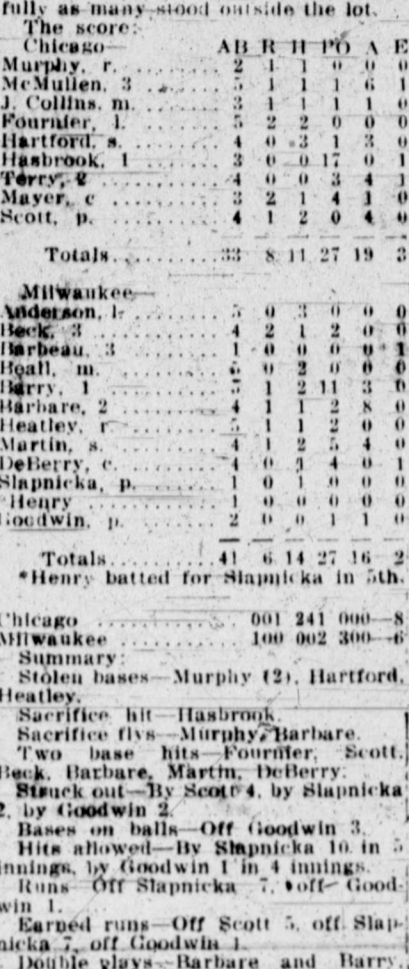 fully as many stood outside the lot.
The score:
Chicago— AB R H PO A E
Murphy, r. .......... 2 1 1 0 0 0
McMullen, 3 .......... 5 1 1 1 6 1
J. Collins, m. .......... 3 1 1 1 1 0
Fournier, l. .......... 5 2 2 0 0 0
Hartford, s. .......... 4 0 3 1 3 0
Hasbrook, 1 .......... 3 0 0 17 0 1
Terry, 2 .......... 4 0 0 3 4 1
Mayer, c .......... 3 2 1 4 1 0
Scott, p. .......... 4 1 2 0 4 0
Totals .......... 33 8 11 27 19 3
Milwaukee—
Anderson, l. .......... 5 0 3 0 0 0
Beck, 3 .......... 4 2 1 2 0 0
Barbeau, 3 .......... 1 0 0 0 0 1
Beall, m. .......... 0 2 0 0 0
Barry, 1 .......... 5 1 2 11 3 0
Barbare, 2 .......... 4 1 1 2 8 0
Heatley, r .......... 5 1 1 2 0 0
Martin, s. .......... 4 1 2 5 4 0
DeBerry, c. .......... 4 0 4 0 1
Slapnicka, p. .......... 1 0 1 0 0 0
*Henry .......... 1 0 0 0 0 0
Goodwin, p. .......... 2 0 0 1 1 0
Totals .......... 41 6 14 27 16 2
*Henry batted for Slapnicka in 5th.
Chicago .......... 001 241 000—8
Milwaukee .......... 100 002 300—6
Summary:
Stolen bases—Murphy (2), Hartford,
Heatley.
Sacrifice hit—Hasbrook.
Sacrifice flys—Murphy, Barbare.
Two base hits—Fournier, Scott,
Beck, Barbare, Martin, DeBerry.
Struck out—By Scott 4, by Slapnicka
2, by Goodwin 2.
Bases on balls—Off Goodwin 3.
Hits allowed—By Slapnicka 10 in 5
innings, by Goodwin 1 in 4 innings.
Runs—Off Slapnicka 7, off Good-
win 1.
Earned runs—Off Scott 5, off Slap-
nicka 7, off Goodwin 1.
Double plays—Barbare and Barry,